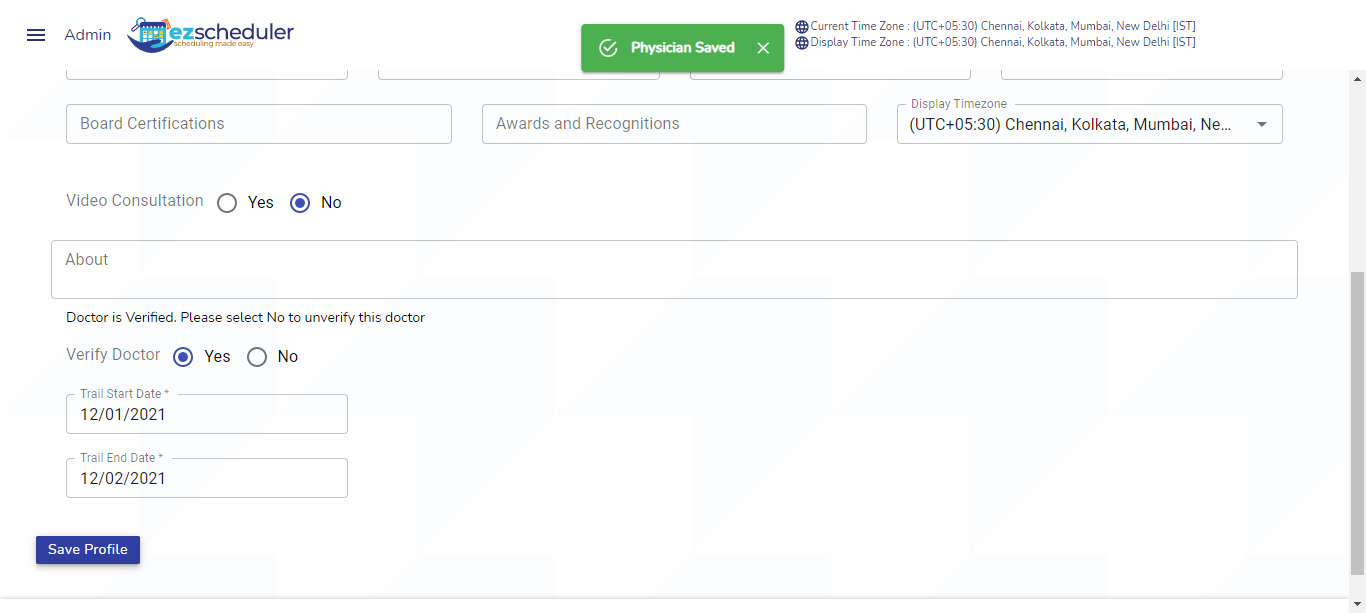 Admin
ezscheduler
scheduling made easy
Physician Saved
Current Time Zone : (UTC+05:30) Chennai, Kolkata, Mumbai, New Delhi [IST]
Display Time Zone : (UTC+05:30) Chennai, Kolkata, Mumbai, New Delhi [IST]
Board Certifications
Awards and Recognitions
Display Timezone
(UTC+05:30) Chennai, Kolkata, Mumbai, Ne...
Video Consultation Yes No
About
Doctor is Verified. Please select No to unverify this doctor
Verify Doctor Yes No
Trail Start Date *
12/01/2021
Trail End Date *
12/02/2021
Save Profile